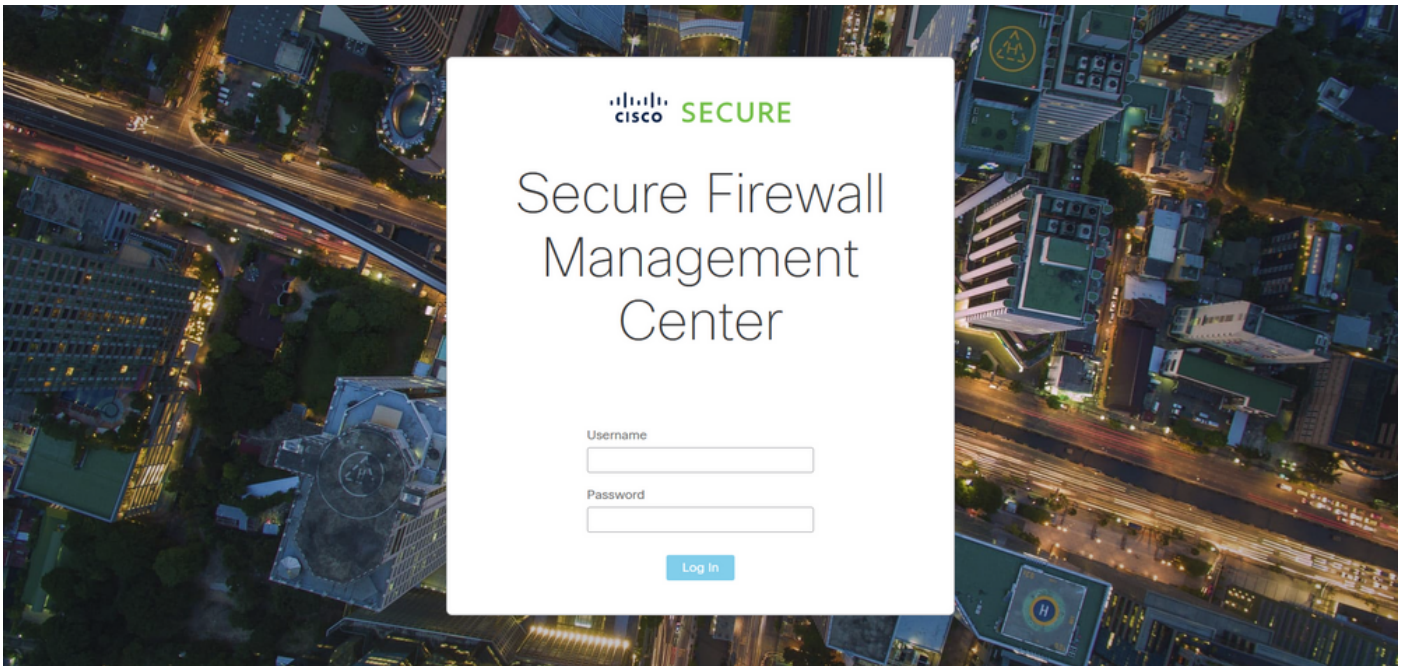 CISCO SECURE
Secure Firewall
Management
Center
Username
Password
Log In
H